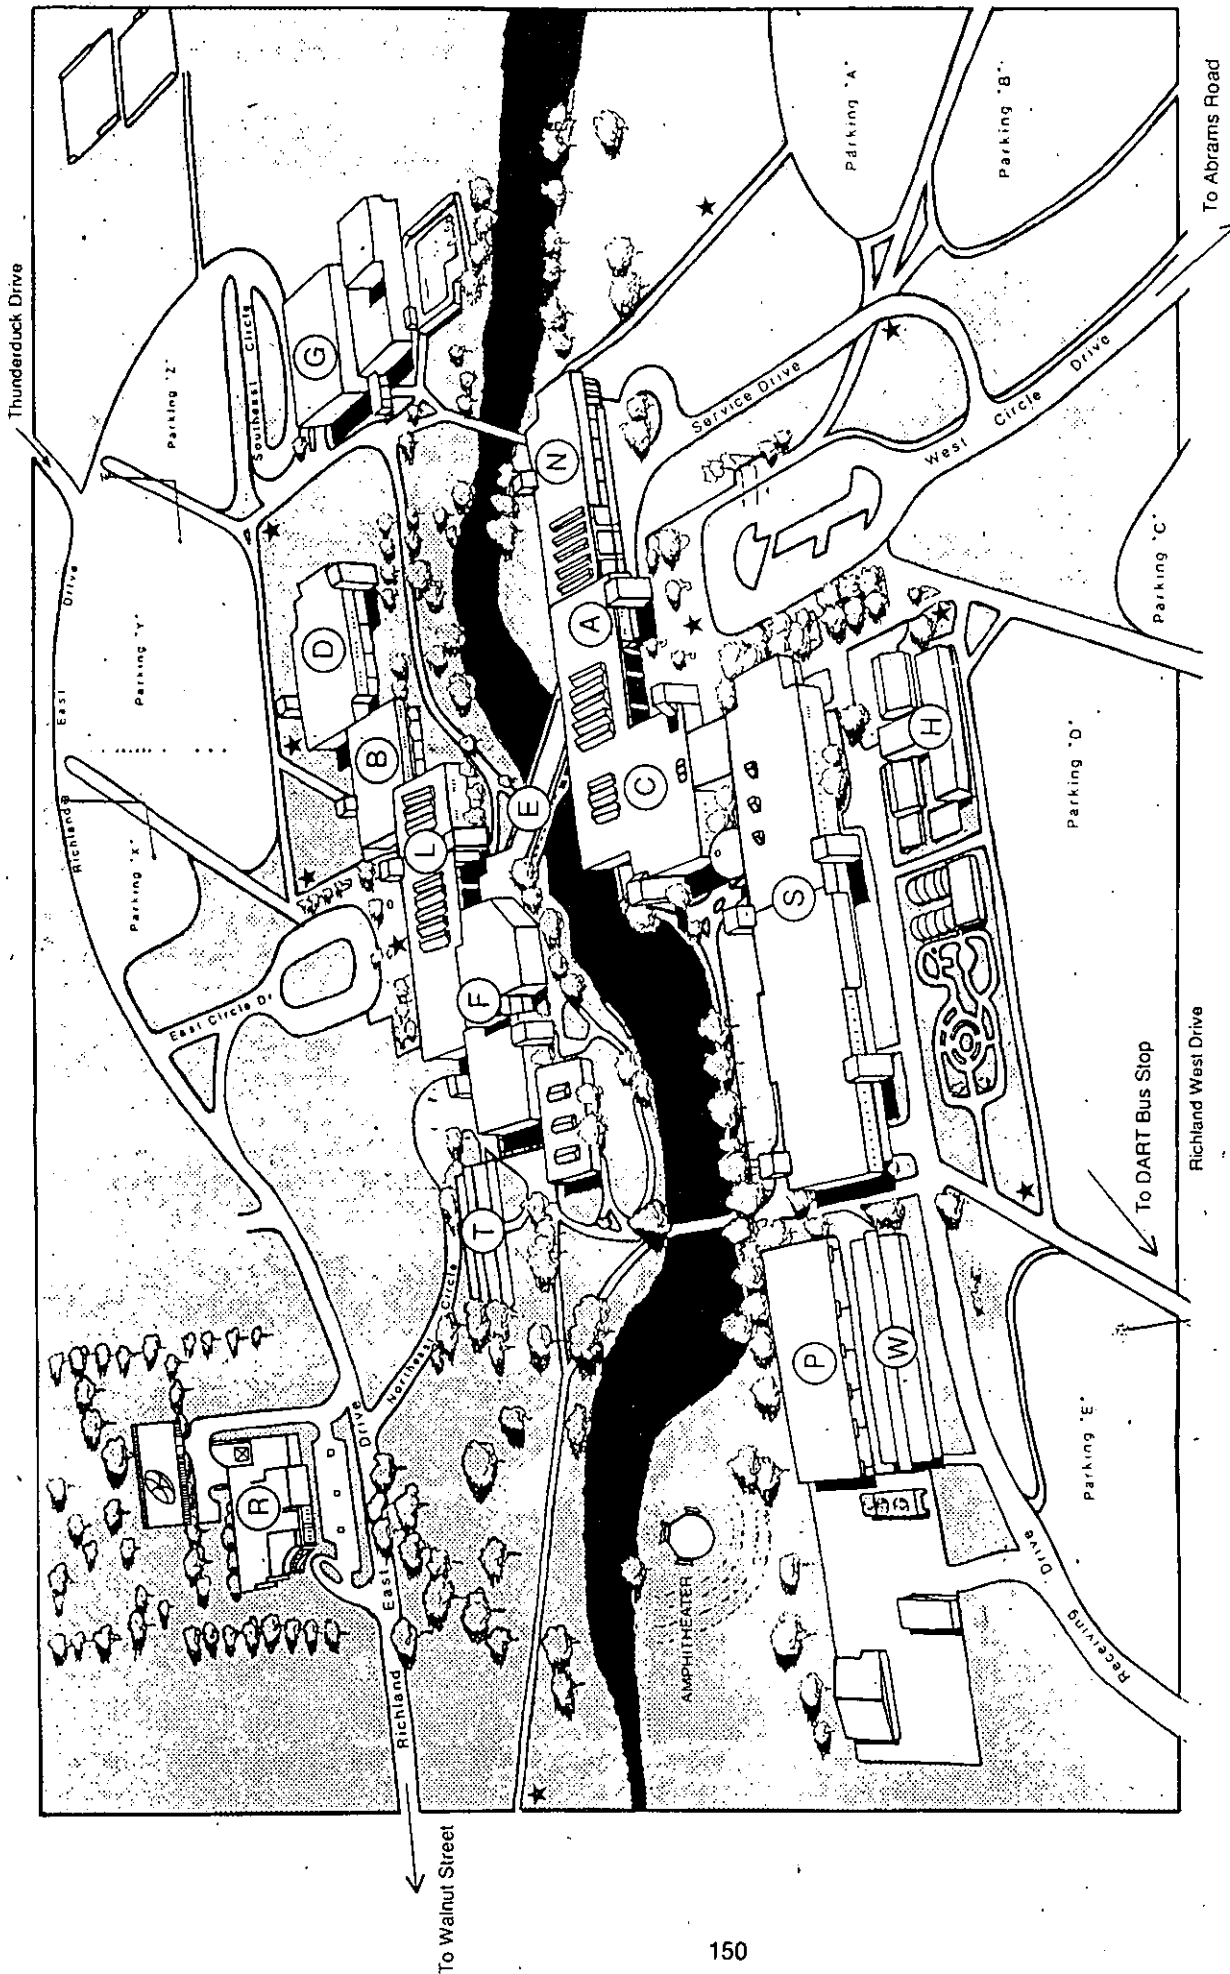 Thunderduck Drive
Richland East Drive
Parking "X"
Parking "Y"
Parking "Z"
East Circle Dr
Southeast Circle
R
D
G
B
L
E
F
T
Northeast Circle
Richland East Drive
To Walnut Street
N
A
C
S
H
P
W
AMPHITHEATER
Service Drive
West Circle Drive
Parking "A"
Parking "B"
Parking "C"
Parking "D"
Parking "E"
Receiving Drive
To DART Bus Stop
Richland West Drive
To Abrams Road
150